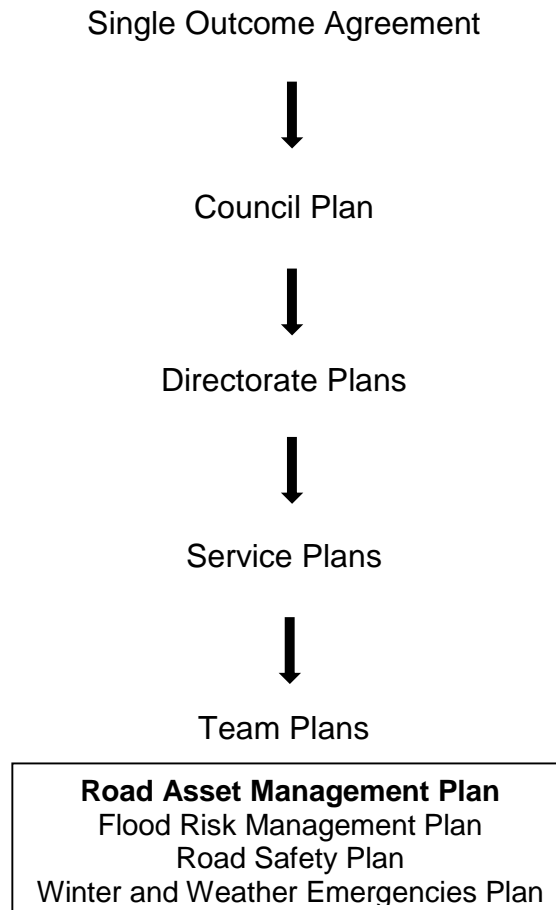 Single Outcome Agreement
Council Plan
Directorate Plans
Service Plans
Team Plans
Road Asset Management Plan
Flood Risk Management Plan
Road Safety Plan
Winter and Weather Emergencies Plan